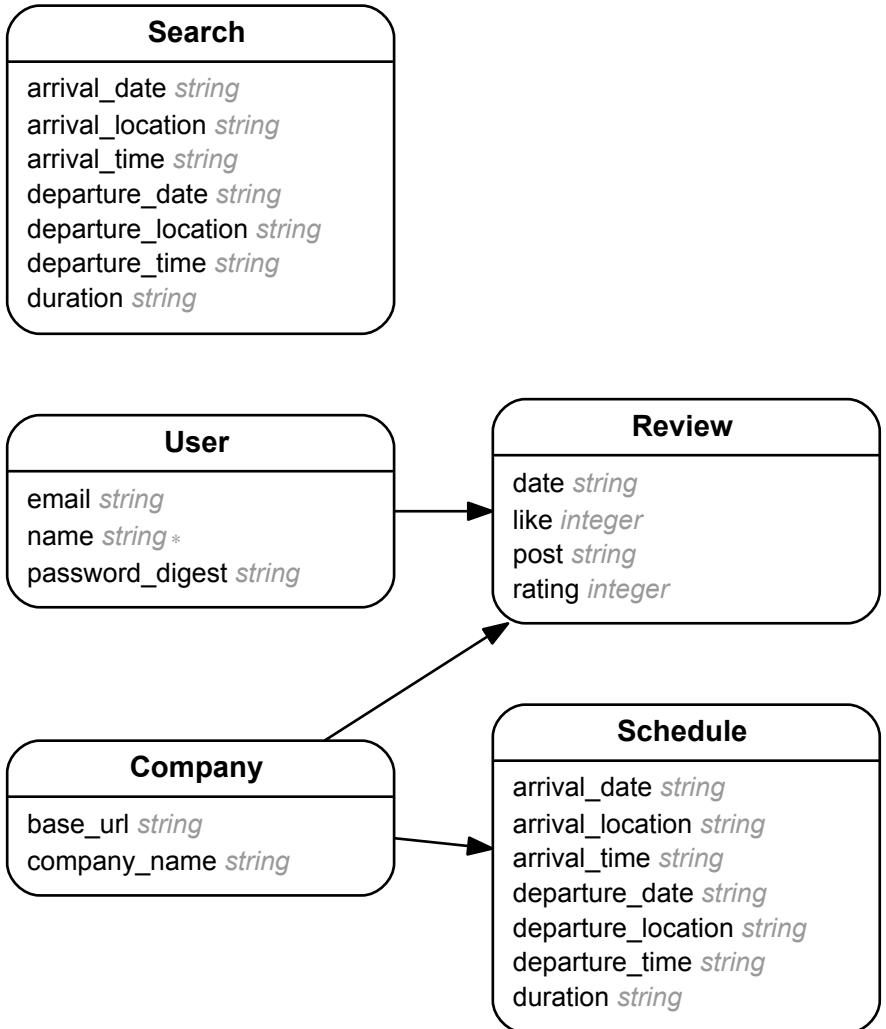 Search
arrival_date string
arrival_location string
arrival_time string
departure_date string
departure_location string
departure_time string
duration string
User
email string
name string *
password_digest string
Review
date string
like integer
post string
rating integer
Company
base_url string
company_name string
Schedule
arrival_date string
arrival_location string
arrival_time string
departure_date string
departure_location string
departure_time string
duration string